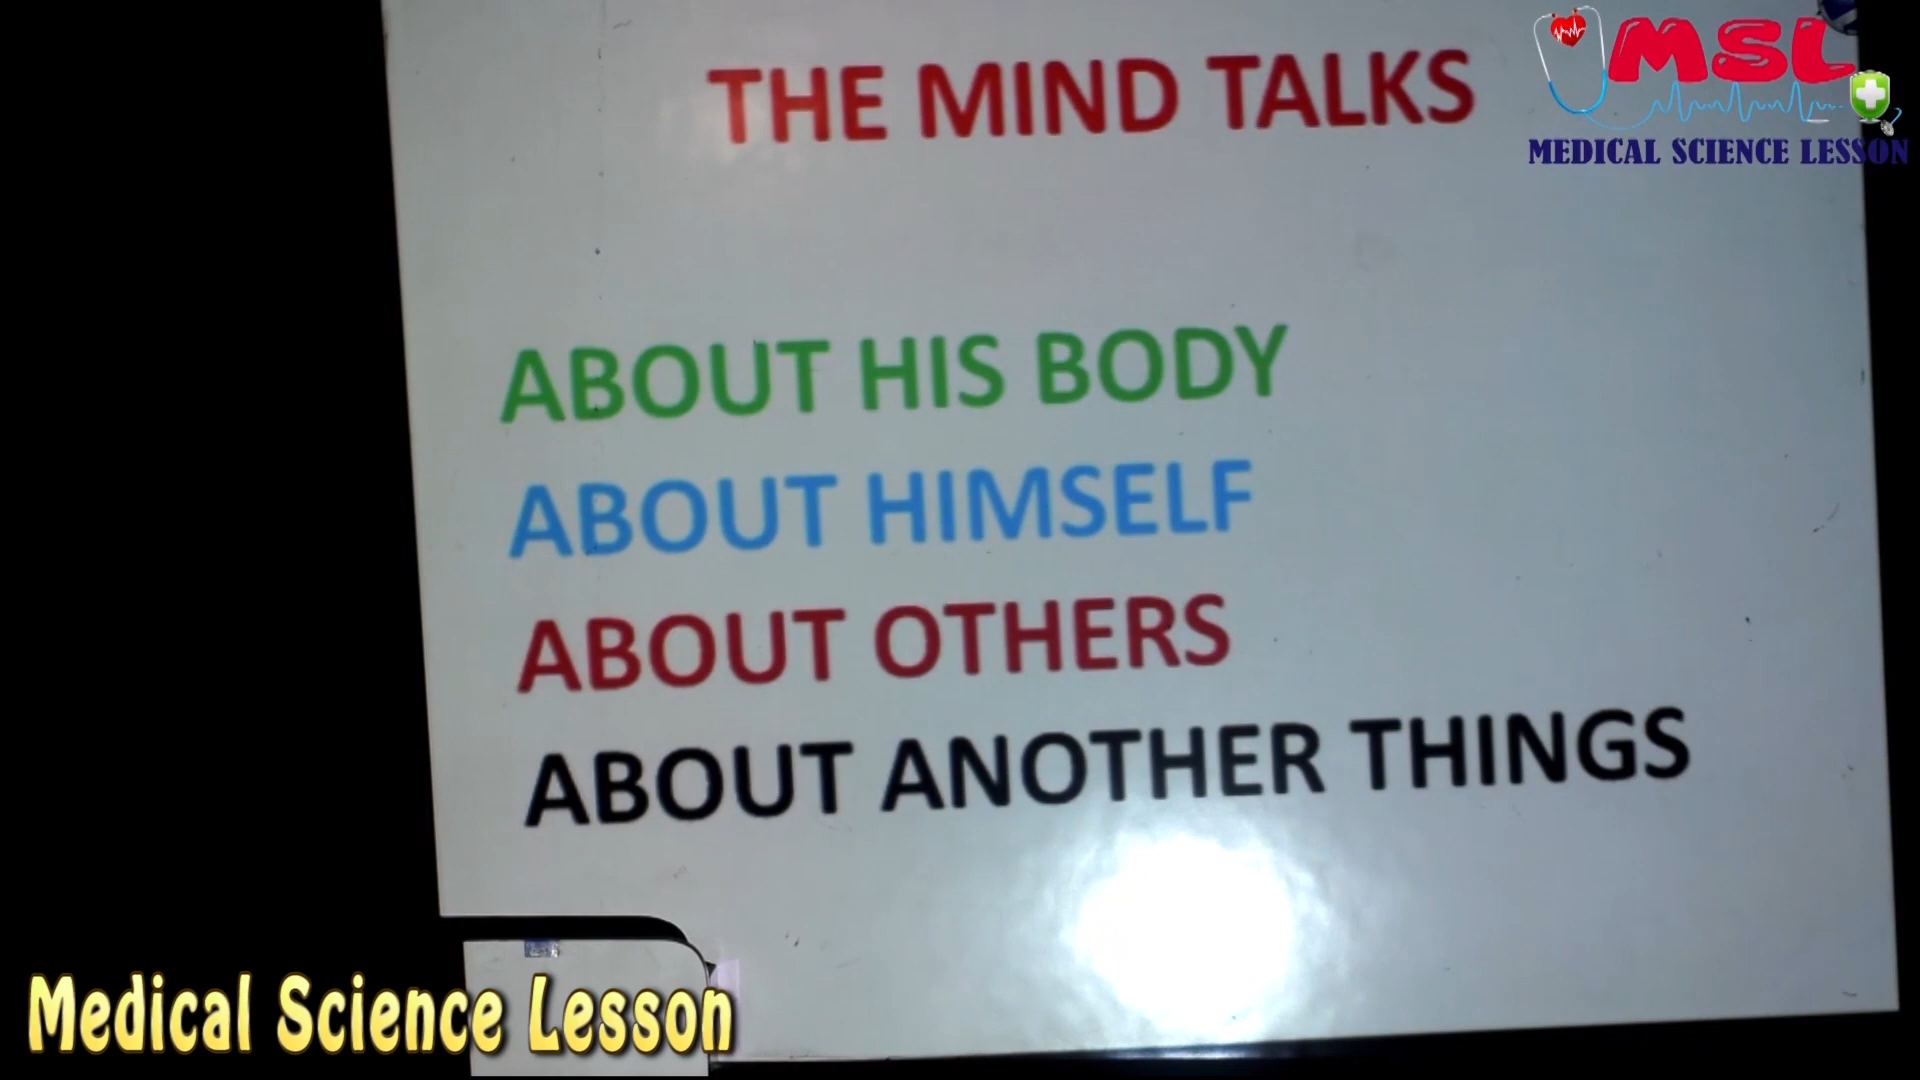 THE MIND TALKS
MSL
MEDICAL SCIENCE LESSON
ABOUT HIS BODY
ABOUT HIMSELF
ABOUT OTHERS
ABOUT ANOTHER THINGS
Medical Science Lesson